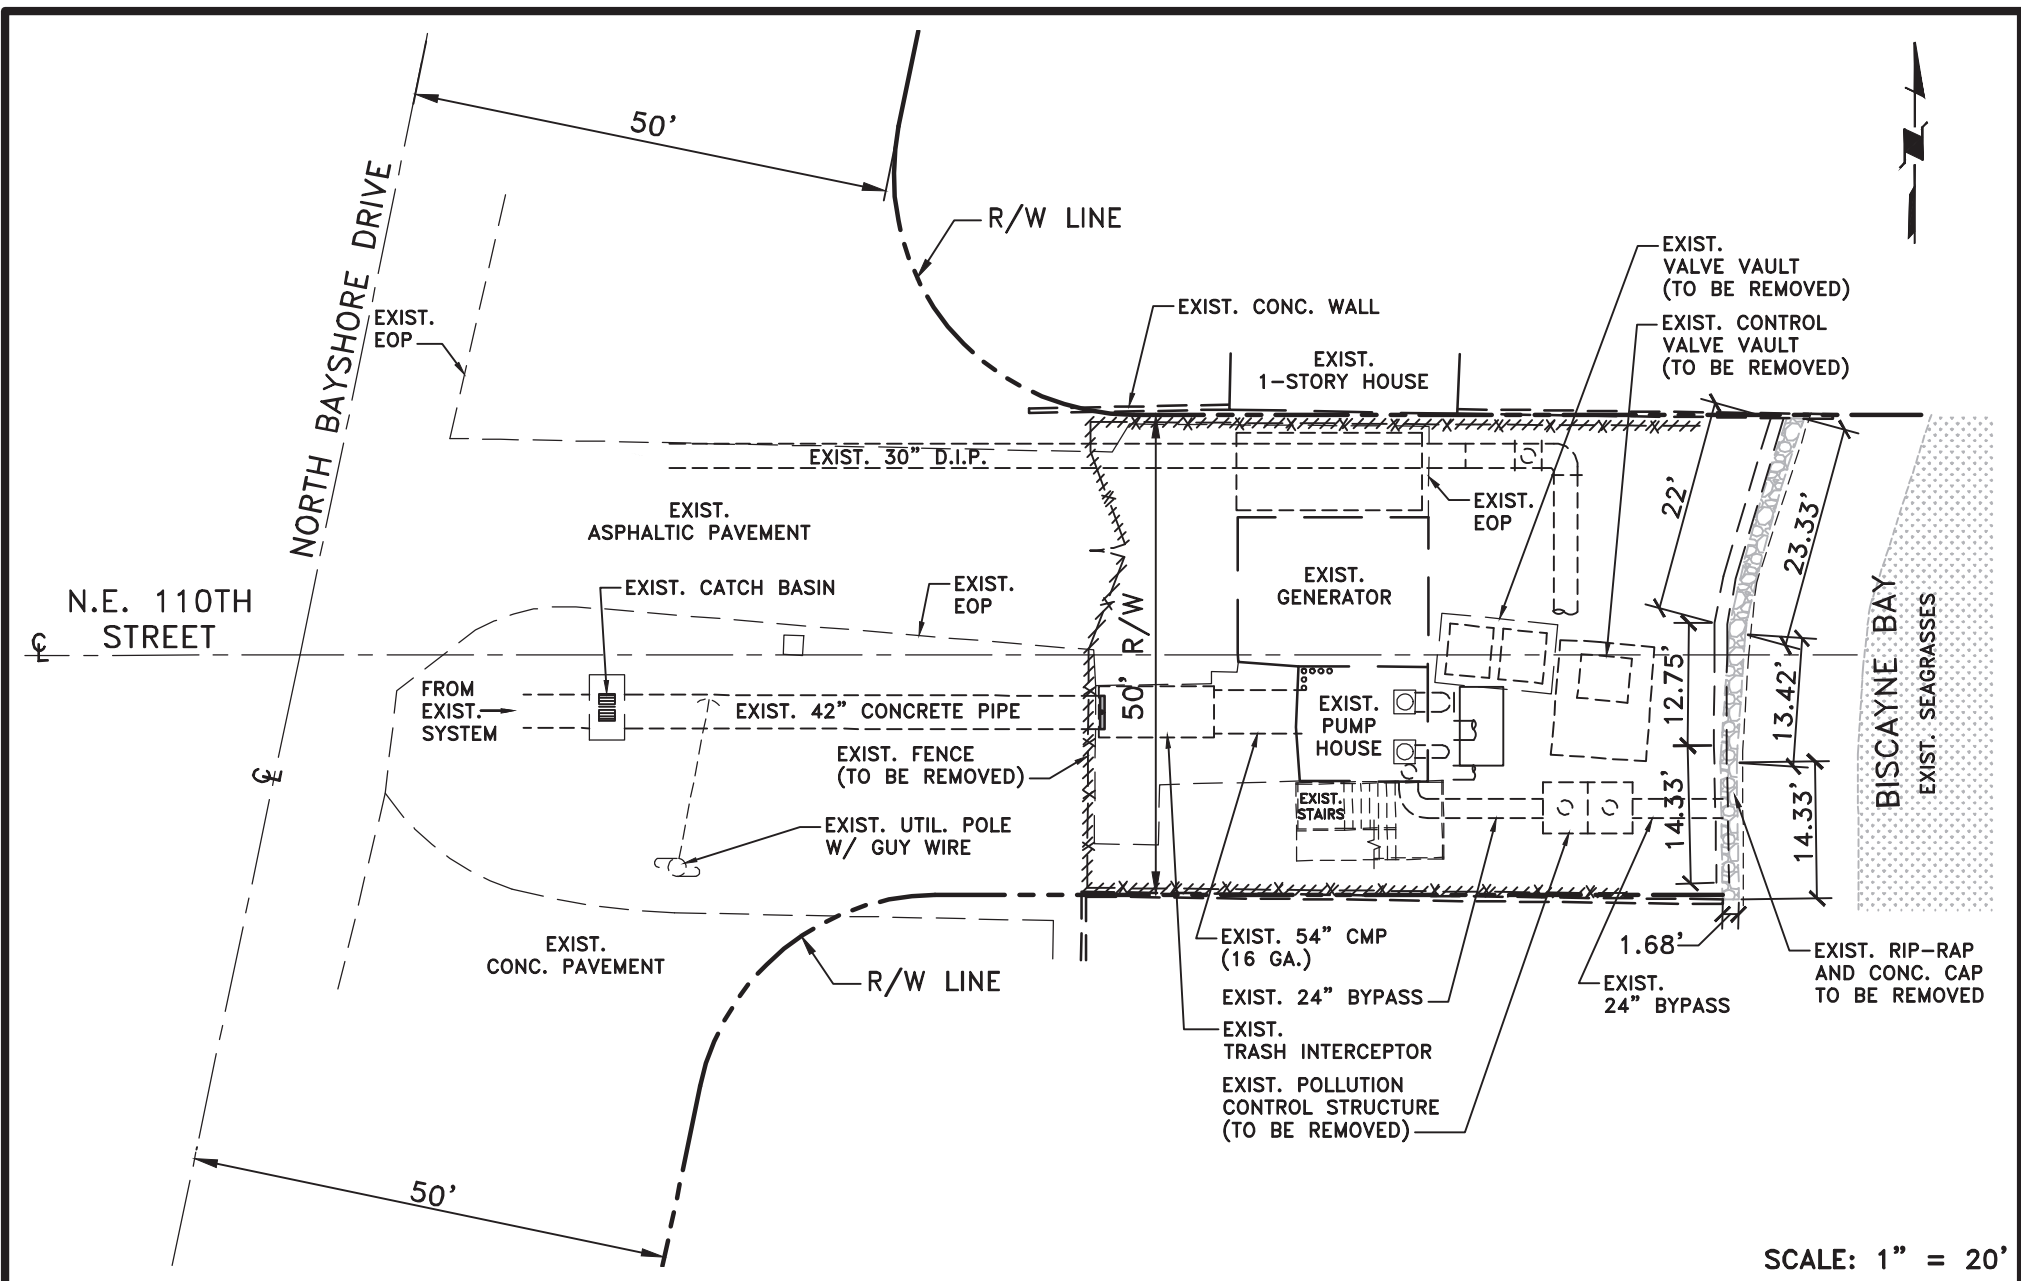 50'
NORTH BAYSHORE DRIVE
R/W LINE
EXIST.
EOP
EXIST. CONC. WALL
EXIST.
1-STORY HOUSE
EXIST.
VALVE VAULT
(TO BE REMOVED)
EXIST. CONTROL
VALVE VAULT
(TO BE REMOVED)
EXIST. 30" D.I.P.
EXIST.
ASPHALTIC PAVEMENT
EXIST.
EOP
22'
23.33'
EXIST. CATCH BASIN
EXIST.
EOP
EXIST.
GENERATOR
N.E. 110TH
STREET
50' R/W
12.75'
13.42'
BISCAYNE BAY
EXIST. SEAGRASSES
FROM
EXIST.
SYSTEM
EXIST. 42" CONCRETE PIPE
EXIST.
PUMP
HOUSE
EXIST. FENCE
(TO BE REMOVED)
EXIST.
STAIRS
14.33'
14.33'
EXIST. UTIL. POLE
W/ GUY WIRE
EXIST.
CONC. PAVEMENT
R/W LINE
EXIST. 54" CMP
(16 GA.)
EXIST. 24" BYPASS
EXIST.
TRASH INTERCEPTOR
EXIST. POLLUTION
CONTROL STRUCTURE
(TO BE REMOVED)
1.68'
EXIST.
24" BYPASS
EXIST. RIP-RAP
AND CONC. CAP
TO BE REMOVED
50'
SCALE: 1" = 20'